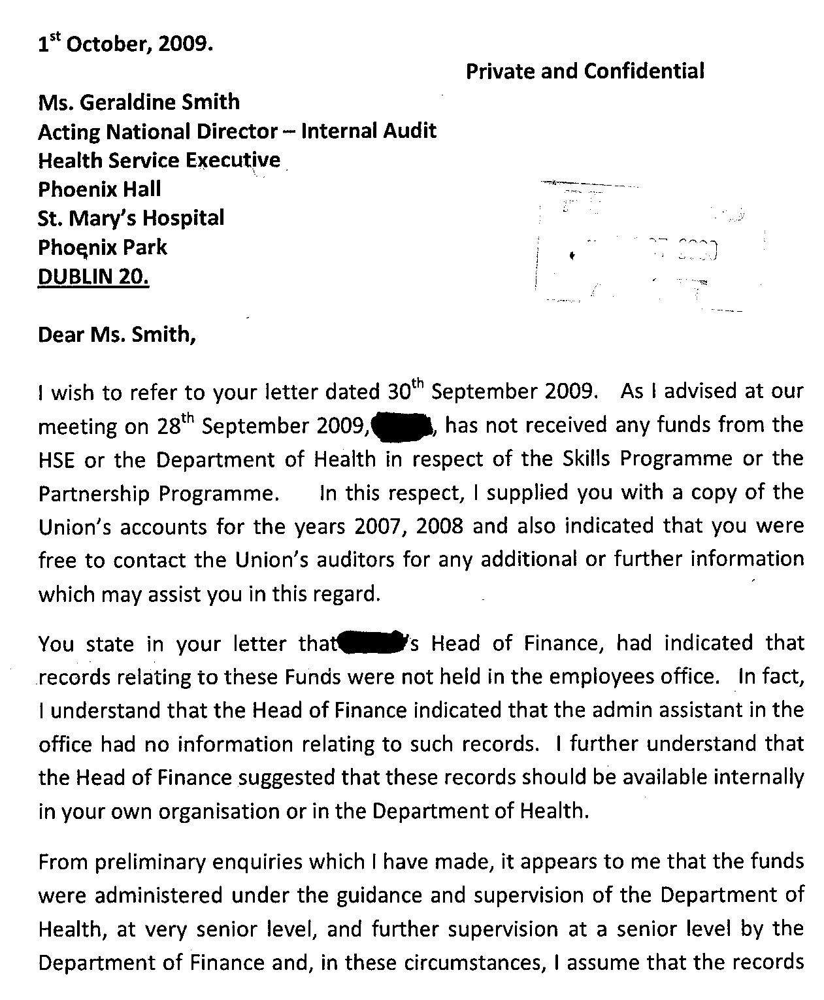 1st October, 2009.
Private and Confidential
Ms. Geraldine Smith
Acting National Director – Internal Audit
Health Service Executive
Phoenix Hall
St. Mary's Hospital
Phoenix Park
DUBLIN 20.
Dear Ms. Smith,
I wish to refer to your letter dated 30th September 2009. As I advised at our
meeting on 28th September 2009, , has not received any funds from the
HSE or the Department of Health in respect of the Skills Programme or the
Partnership Programme. In this respect, I supplied you with a copy of the
Union's accounts for the years 2007, 2008 and also indicated that you were
free to contact the Union's auditors for any additional or further information
which may assist you in this regard.
You state in your letter that 's Head of Finance, had indicated that
records relating to these Funds were not held in the employees office. In fact,
I understand that the Head of Finance indicated that the admin assistant in the
office had no information relating to such records. I further understand that
the Head of Finance suggested that these records should be available internally
in your own organisation or in the Department of Health.
From preliminary enquiries which I have made, it appears to me that the funds
were administered under the guidance and supervision of the Department of
Health, at very senior level, and further supervision at a senior level by the
Department of Finance and, in these circumstances, I assume that the records